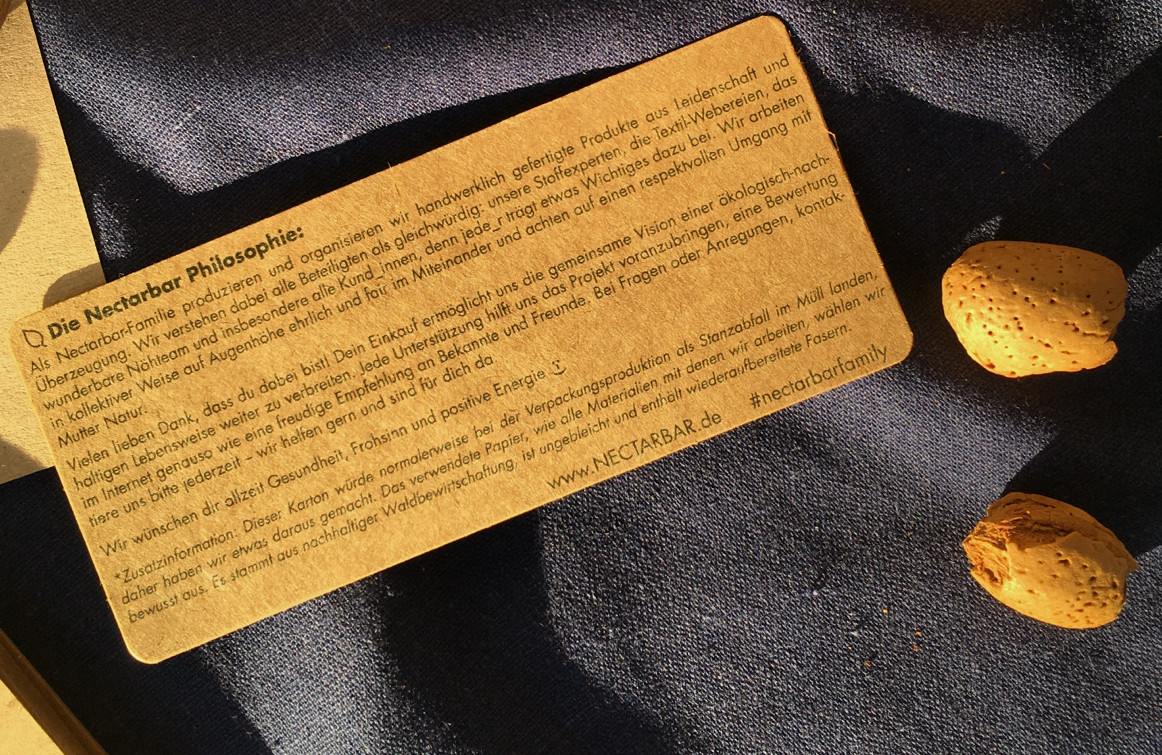 Die Nectarbar Philosophie:
Als Nectarbar-Familie produzieren und organisieren wir handwerklich gefertigte Produkte aus Leidenschaft und
Überzeugung. Wir verstehen dabei alle Beteiligten als gleichwürdig: unsere Stoffexperten, die Textil-Webereien, das
wunderbare Nähteam und insbesondere alle Kund_innen, denn jede_r trägt etwas Wichtiges dazu bei. Wir arbeiten
in kollektiver Weise auf Augenhöhe ehrlich und fair im Miteinander und achten auf einen respektvollen Umgang mit
Mutter Natur.
Vielen lieben Dank, dass du dabei bist! Dein Einkauf ermöglicht uns die gemeinsame Vision einer ökologisch-nach-
haltigen Lebensweise weiter zu verbreiten. Jede Unterstützung hilft uns das Projekt voranzubringen, eine Bewertung
im Internet genauso wie eine freudige Empfehlung an Bekannte und Freunde. Bei Fragen oder Anregungen, kontak-
tiere uns bitte jederzeit – wir helfen gern und sind für dich da.
Wir wünschen dir allzeit Gesundheit, Frohsinn und positive Energie :)
*Zusatzinformation: Dieser Karton würde normalerweise bei der Verpackungsproduktion als Stanzabfall im Müll landen,
daher haben wir etwas daraus gemacht. Das verwendete Papier, wie alle Materialien mit denen wir arbeiten, wählen wir
bewusst aus. Es stammt aus nachhaltiger Waldbewirtschaftung, ist ungebleicht und enthält wiederaufbereitete Fasern.
www.NECTARBAR.de #nectarbarfamily